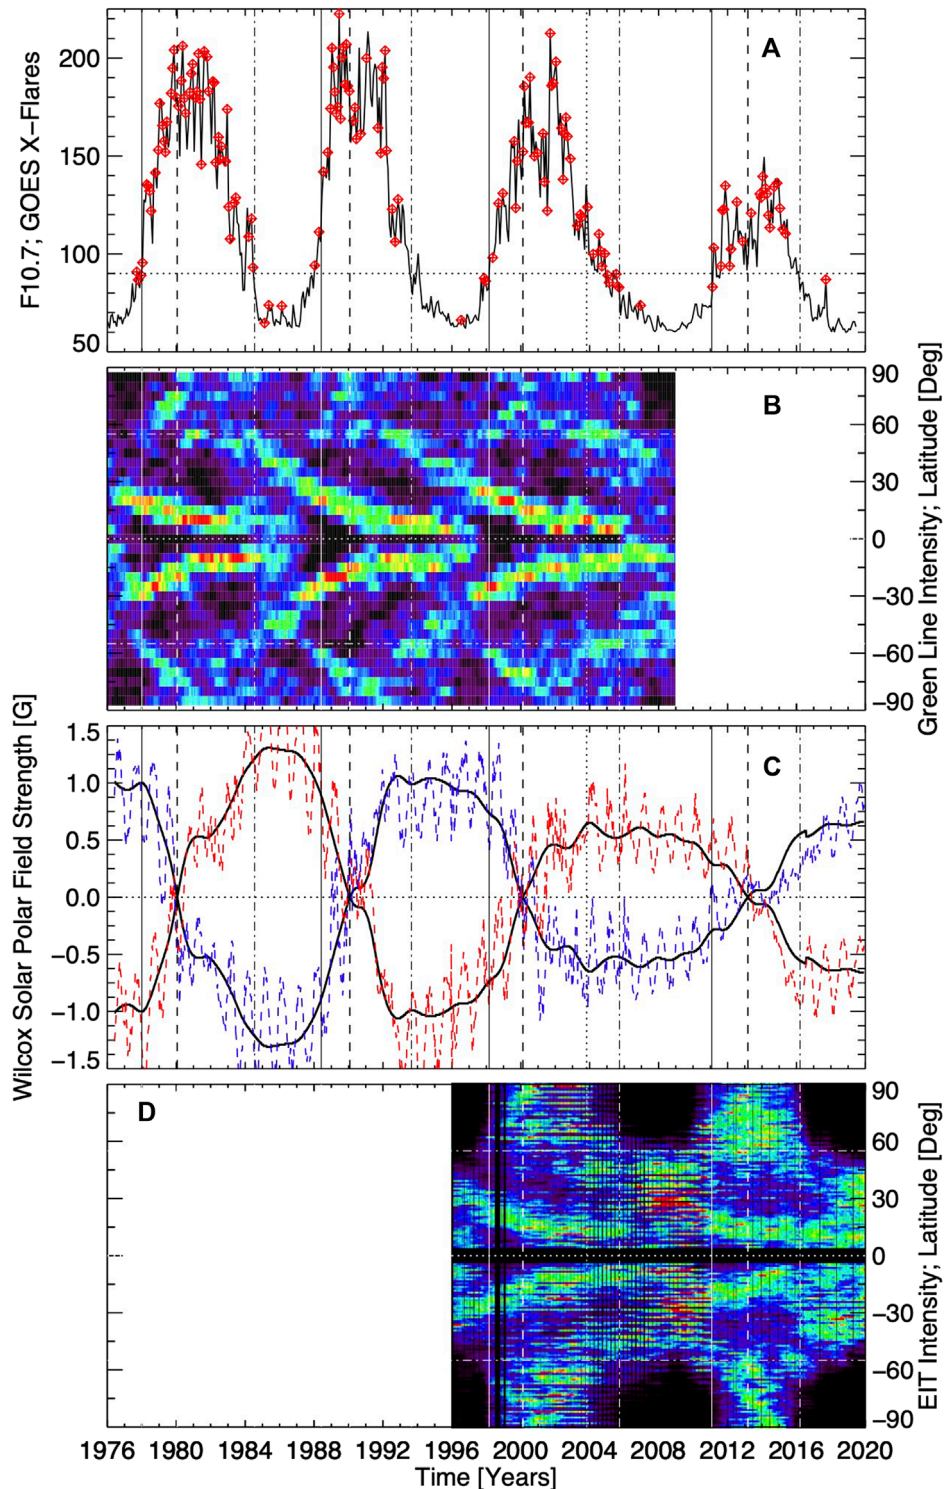 A
F10.7; GOES X-Flares
200
150
100
50
B
Green Line Intensity; Latitude [Deg]
90
60
30
0
-30
-60
-90
C
Wilcox Solar Polar Field Strength [G]
1.5
1.0
0.5
0.0
-0.5
-1.0
-1.5
D
EIT Intensity; Latitude [Deg]
90
60
30
0
-30
-60
-90
1976 1980 1984 1988 1992 1996 2000 2004 2008 2012 2016 2020
Time [Years]